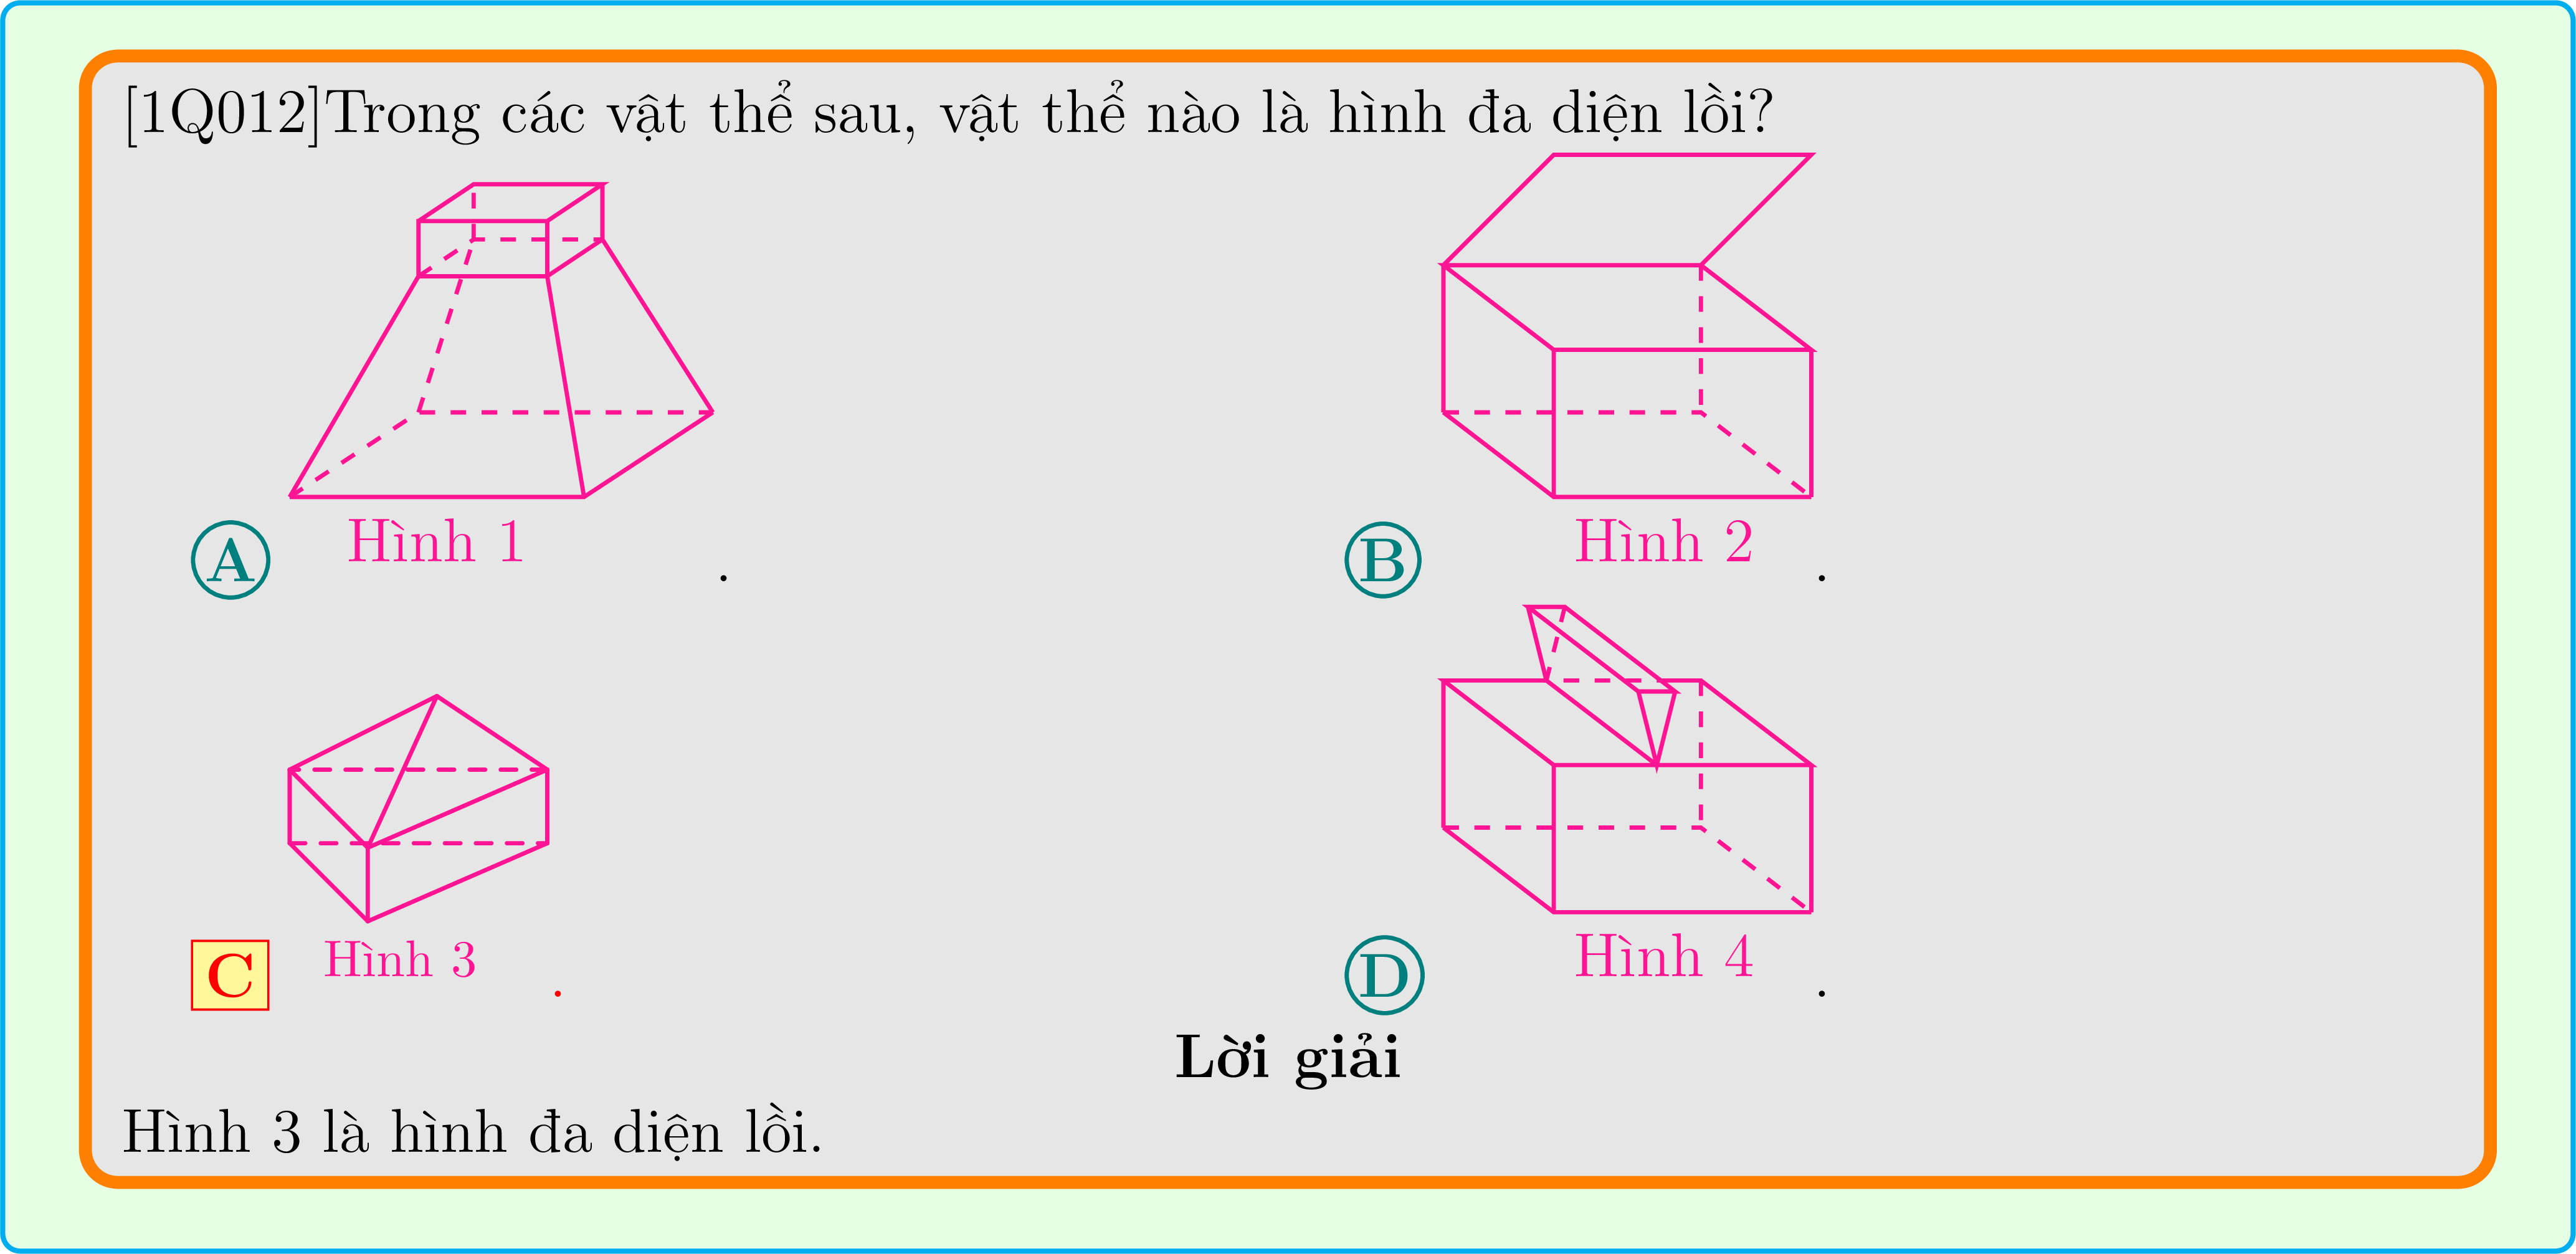 [1Q012]Trong các vật thể sau, vật thể nào là hình đa diện lồi?
A Hình 1 .
B Hình 2 .
C Hình 3 .
D Hình 4 .
Lời giải
Hình 3 là hình đa diện lồi.